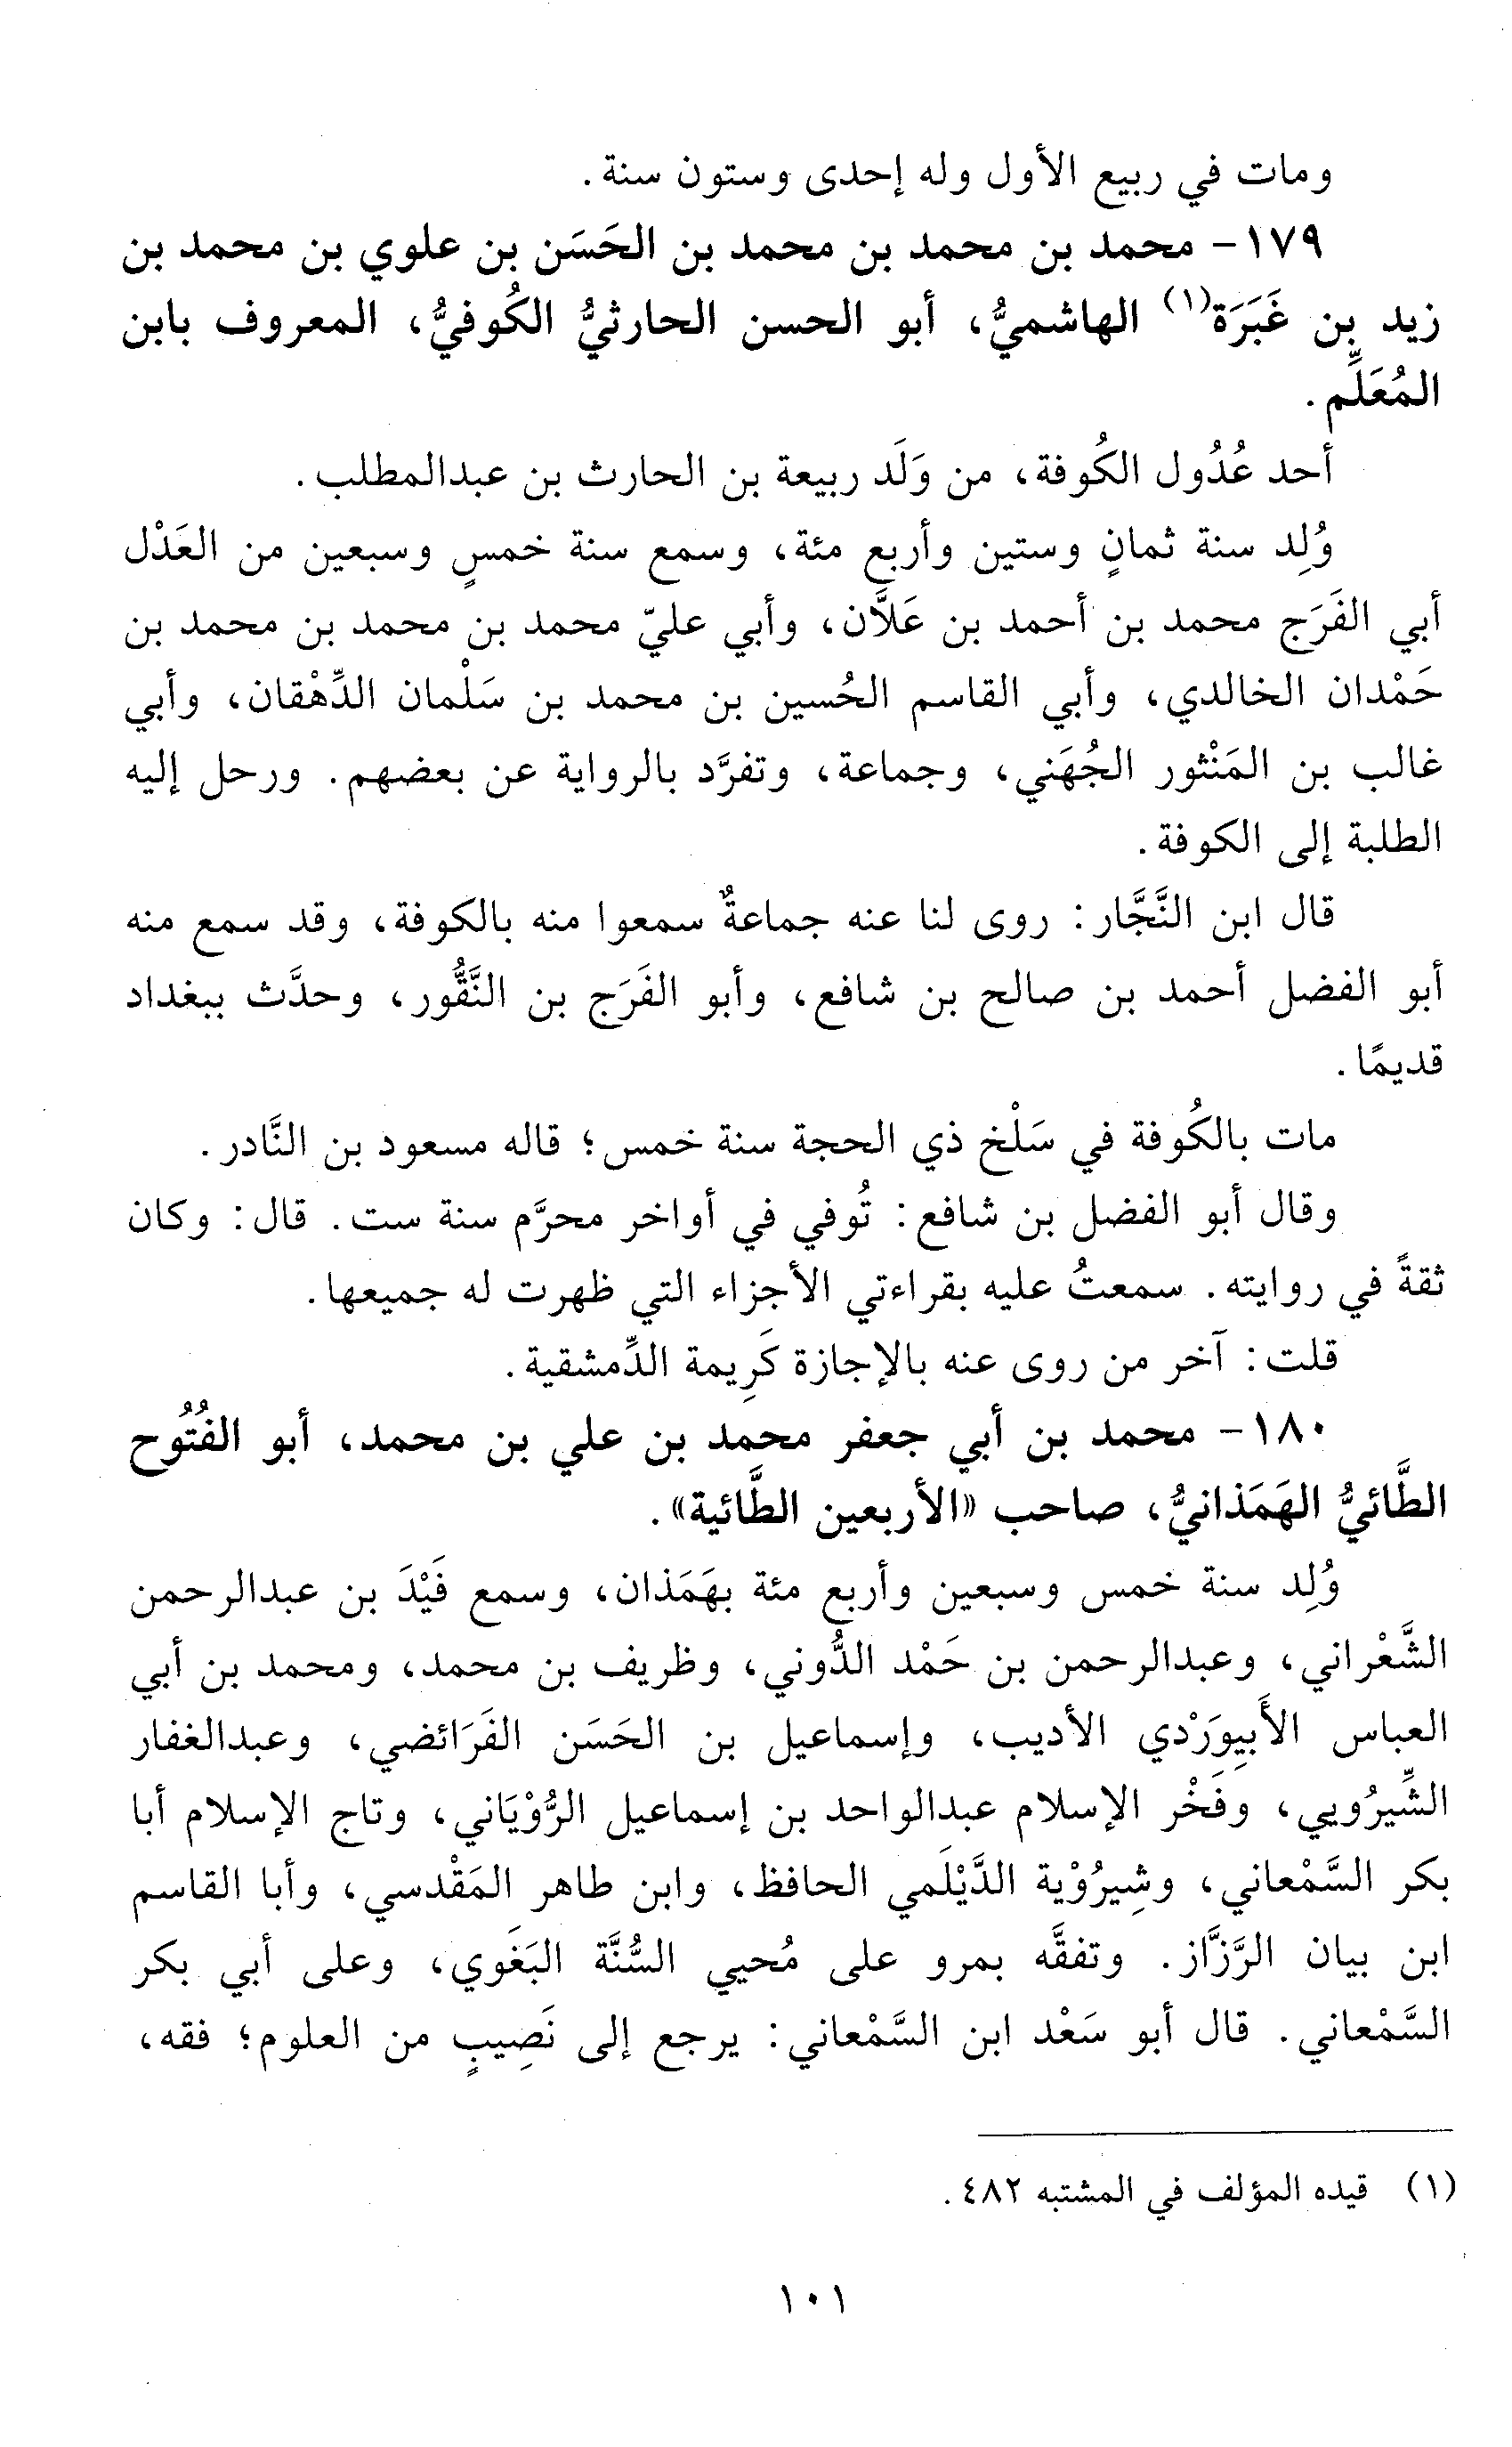 ومات في ربيع الأول وله إحدى وستون سنة.
١٧٩- محمد بن محمد بن محمد بن الحَسَن بن علوي بن محمد بن
زيد بن غَبَرَة(١) الهاشميُّ، أبو الحسن الحارثيُّ الكُوفيُّ، المعروف بابن
المُعَلِّم.
أحد عُدُول الكُوفة، من وَلَد ربيعة بن الحارث بن عبدالمطلب.
وُلِد سنة ثمانٍ وستين وأربع مئة، وسمع سنة خمسٍ وسبعين من العَدْل
أبي الفَرَج محمد بن أحمد بن عَلاَّن، وأبي عليّ محمد بن محمد بن محمد بن
حَمْدان الخالدي، وأبي القاسم الحُسين بن محمد بن سَلْمان الدِّهْقان، وأبي
غالب بن المَنْثور الجُهَني، وجماعة، وتفرَّد بالرواية عن بعضهم. ورحل إليه
الطلبة إلى الكوفة.
قال ابن النَّجَّار: روى لنا عنه جماعةٌ سمعوا منه بالكوفة، وقد سمع منه
أبو الفضل أحمد بن صالح بن شافع، وأبو الفَرَج بن النَّقُّور، وحدَّث ببغداد
قديمًا.
مات بالكُوفة في سَلْخ ذي الحجة سنة خمس؛ قاله مسعود بن النَّادر.
وقال أبو الفضل بن شافع: تُوفي في أواخر محرَّم سنة ست. قال: وكان
ثقةً في روايته. سمعتُ عليه بقراءتي الأجزاء التي ظهرت له جميعها.
قلت: آخر من روى عنه بالإجازة كَرِيمة الدِّمشقية.
١٨٠- محمد بن أبي جعفر محمد بن علي بن محمد، أبو الفُتُوح
الطَّائيُّ الهَمَذانيُّ، صاحب «الأربعين الطَّائية».
وُلِد سنة خمس وسبعين وأربع مئة بهَمَذان، وسمع فَيْدَ بن عبدالرحمن
الشَّعْراني، وعبدالرحمن بن حَمْد الدُّوني، وظريف بن محمد، ومحمد بن أبي
العباس الأَبِيوَرْدي الأديب، وإسماعيل بن الحَسَن الفَرَائضي، وعبدالغفار
الشِّيرُويي، وفَخْر الإسلام عبدالواحد بن إسماعيل الرُّوْيَاني، وتاج الإسلام أبا
بكر السَّمْعاني، وشِيرُوْية الدَّيْلَمي الحافظ، وابن طاهر المَقْدسي، وأبا القاسم
ابن بيان الرَّزَّاز. وتفقَّه بمرو على مُحيي السُّنَّة البَغَوي، وعلى أبي بكر
السَّمْعاني. قال أبو سَعْد ابن السَّمْعاني: يرجع إلى نَصِيبٍ من العلوم؛ فقه،
(١) قيده المؤلف في المشتبه ٤٨٢.
١٠١